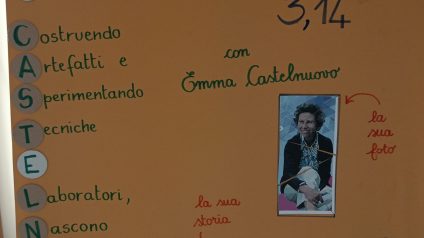 3,14
Costruendo
Artefatti e
Sperimentando
Tecniche
E
Laboratori,
Nascono
con
Emma Castelnuovo
la
sua
foto
la sua
storia